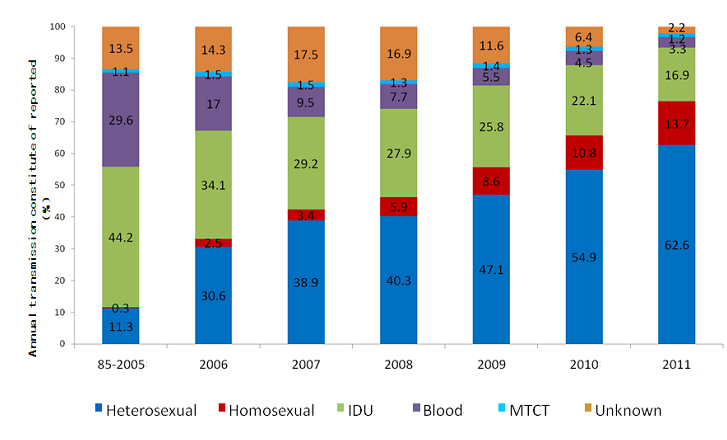 100
90
80
70
60
50
40
30
20
10
0
Annual transmission constitute of reported
(%)
13.5 14.3 17.5 16.9 11.6 6.4 2.2
1.1 1.5 1.5 1.3 1.4 1.3 1.2
29.6 17 9.5 7.7 5.5 4.5 3.3
44.2 34.1 29.2 27.9 25.8 22.1 16.9
0.3 2.5 3.4 5.9 8.6 10.8 13.7
11.3 30.6 38.9 40.3 47.1 54.9 62.6
85-2005 2006 2007 2008 2009 2010 2011
Heterosexual Homosexual IDU Blood MTCT Unknown